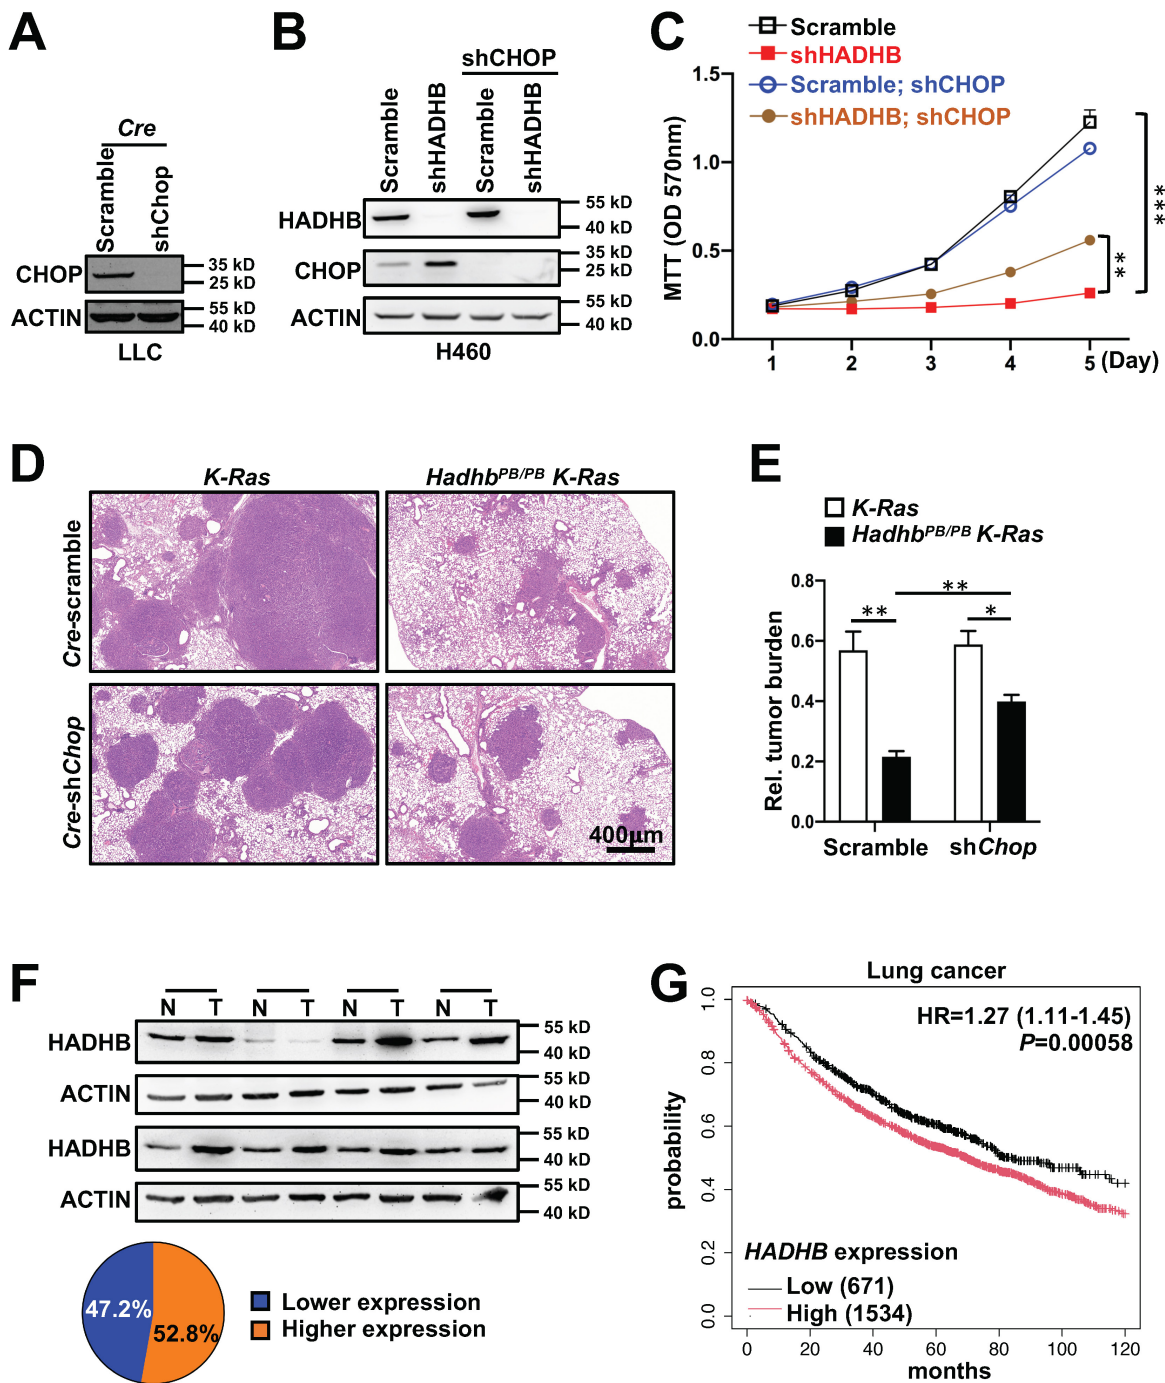 A
Cre
Scramble
shChop
CHOP
35 kD
25 kD
ACTIN
55 kD
40 kD
LLC
B
shCHOP
Scramble
shHADHB
Scramble
shHADHB
HADHB
55 kD
40 kD
CHOP
35 kD
25 kD
ACTIN
55 kD
40 kD
H460
C
Scramble
shHADHB
Scramble; shCHOP
shHADHB; shCHOP
MTT (OD 570nm)
1.5
1.0
0.5
0.0
1 2 3 4 5 (Day)
***
**
D
K-Ras
Hadhb^PB/PB K-Ras
Cre-scramble
Cre-shChop
400μm
E
K-Ras
Hadhb^PB/PB K-Ras
Rel. tumor burden
0.8
0.6
0.4
0.2
0.0
**
**
*
Scramble shChop
F
N T N T N T N T
HADHB
55 kD
40 kD
ACTIN
55 kD
40 kD
HADHB
55 kD
40 kD
ACTIN
55 kD
40 kD
47.2%
52.8%
Lower expression
Higher expression
G
Lung cancer
HR=1.27 (1.11-1.45)
P=0.00058
probability
1.0
0.8
0.6
0.4
0.2
0.0
HADHB expression
Low (671)
High (1534)
0 20 40 60 80 100 120
months